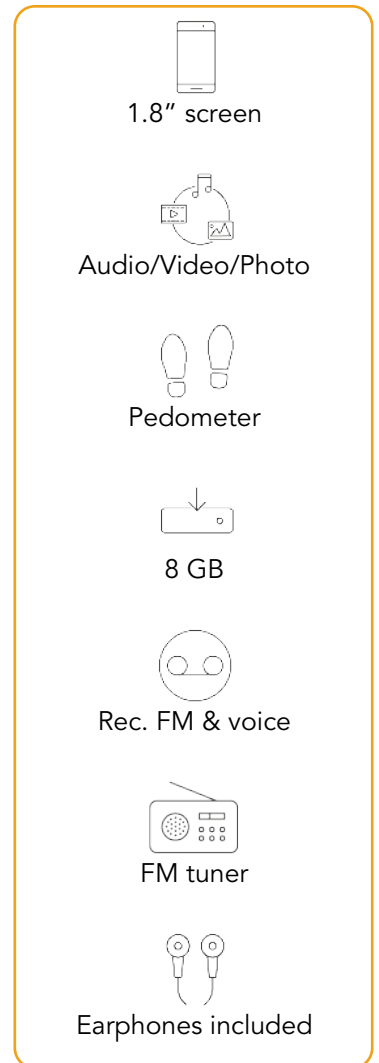 1.8” screen
Audio/Video/Photo
Pedometer
8 GB
Rec. FM & voice
FM tuner
Earphones included